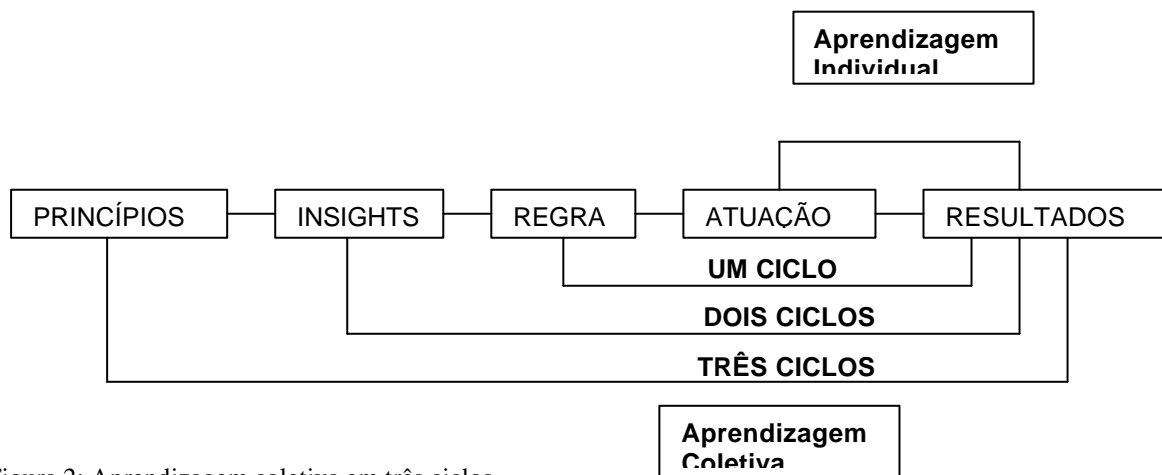 Aprendizagem
Individual
PRINCÍPIOS INSIGHTS REGRA ATUAÇÃO RESULTADOS
UM CICLO
DOIS CICLOS
TRÊS CICLOS
Aprendizagem
Coletiva
Figura 2: Aprendizagem coletiva em três ciclos